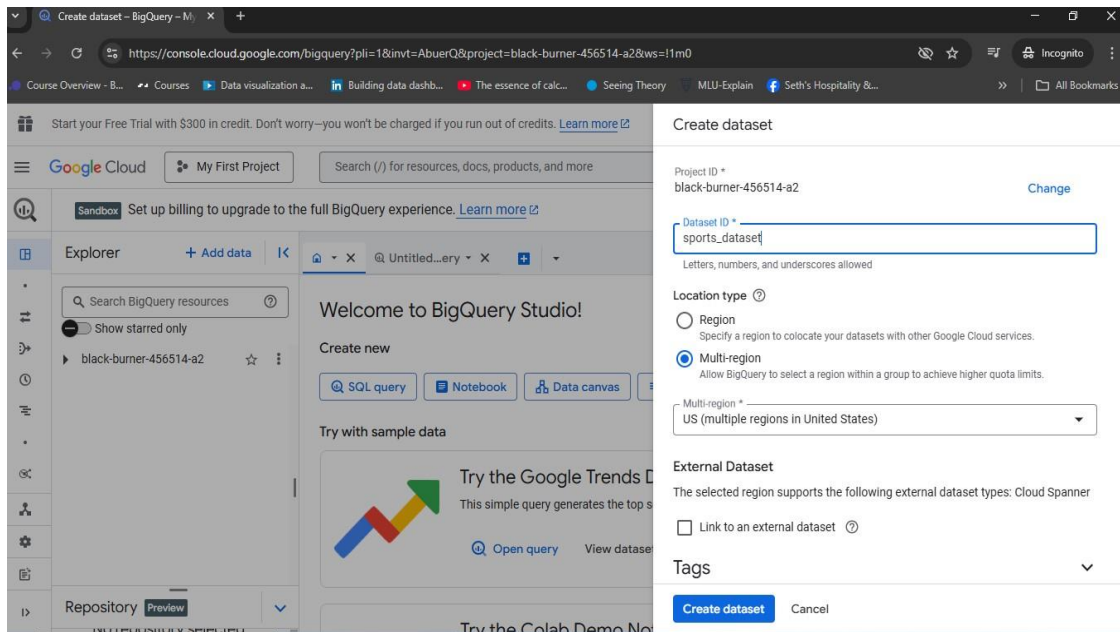 Create dataset – BigQuery – My
https://console.cloud.google.com/bigquery?pli=1&invt=AbuerQ&project=black-burner-456514-a2&ws=!1m0
Incognito
Course Overview - B...
Courses
Data visualization a...
Building data dashb...
The essence of calc...
Seeing Theory
MLU-Explain
Seth's Hospitality &...
»
All Bookmarks
Start your Free Trial with $300 in credit. Don't worry—you won't be charged if you run out of credits. Learn more
Google Cloud
My First Project
Search (/) for resources, docs, products, and more
Sandbox Set up billing to upgrade to the full BigQuery experience. Learn more
Explorer
+ Add data
Search BigQuery resources
Show starred only
black-burner-456514-a2
Repository Preview
No repository selected
Untitled...ery
Welcome to BigQuery Studio!
Create new
SQL query
Notebook
Data canvas
Try with sample data
Try the Google Trends D
This simple query generates the top s
Open query
View datase
Try the Colab Demo Not
Create dataset
Project ID *
black-burner-456514-a2
Change
Dataset ID *
sports_dataset
Letters, numbers, and underscores allowed
Location type
Region
Specify a region to colocate your datasets with other Google Cloud services.
Multi-region
Allow BigQuery to select a region within a group to achieve higher quota limits.
Multi-region *
US (multiple regions in United States)
External Dataset
The selected region supports the following external dataset types: Cloud Spanner
Link to an external dataset
Tags
Create dataset
Cancel